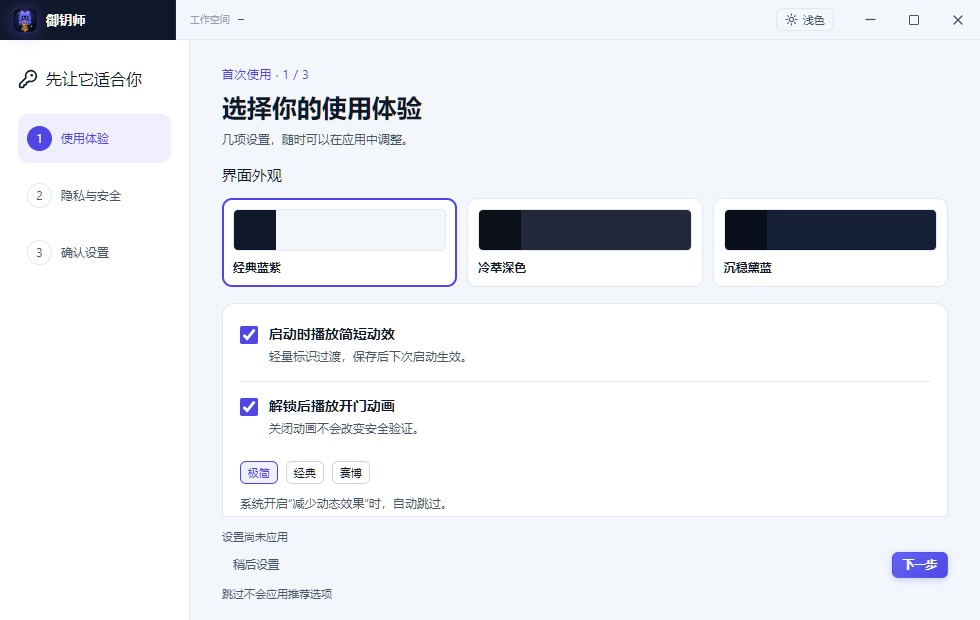 御钥师
工作空间
浅色
先让它适合你
1 使用体验
2 隐私与安全
3 确认设置
首次使用 · 1 / 3
选择你的使用体验
几项设置，随时可以在应用中调整。
界面外观
经典蓝紫
冷萃深色
沉稳黛蓝
启动时播放简短动效
轻量标识过渡，保存后下次启动生效。
解锁后播放开门动画
关闭动画不会改变安全验证。
极简 经典 赛博
系统开启“减少动态效果”时，自动跳过。
设置尚未应用
稍后设置
下一步
跳过不会应用推荐选项